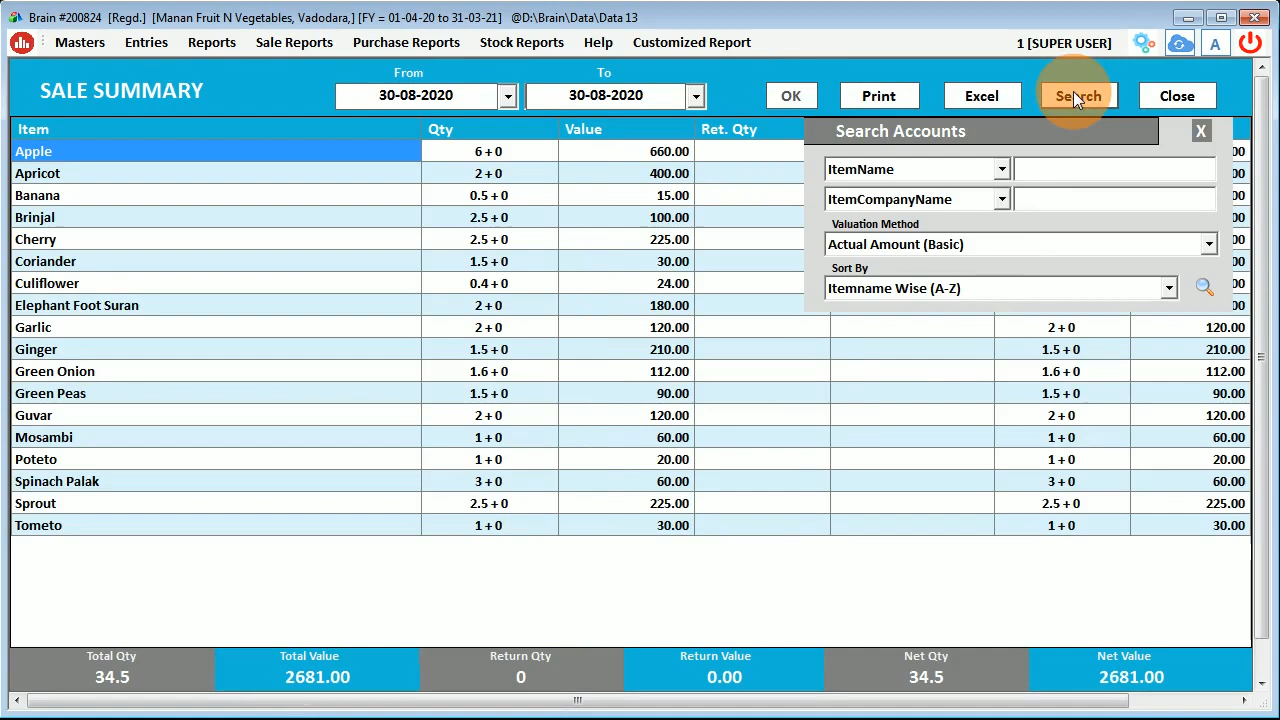 Brain #200824 [Regd.] [Manan Fruit N Vegetables, Vadodara,] [FY = 01-04-20 to 31-03-21] @D:\Brain\Data\Data 13
Masters Entries Reports Sale Reports Purchase Reports Stock Reports Help Customized Report 1 [SUPER USER] A
From To
SALE SUMMARY 30-08-2020 30-08-2020 OK Print Excel Search Close
Item Qty Value Ret. Qty
Search Accounts X
ItemName
ItemCompanyName
Valuation Method
Actual Amount (Basic)
Sort By
Itemname Wise (A-Z)
Apple 6 + 0 660.00
Apricot 2 + 0 400.00
Banana 0.5 + 0 15.00
Brinjal 2.5 + 0 100.00
Cherry 2.5 + 0 225.00
Coriander 1.5 + 0 30.00
Culiflower 0.4 + 0 24.00
Elephant Foot Suran 2 + 0 180.00
Garlic 2 + 0 120.00 2 + 0 120.00
Ginger 1.5 + 0 210.00 1.5 + 0 210.00
Green Onion 1.6 + 0 112.00 1.6 + 0 112.00
Green Peas 1.5 + 0 90.00 1.5 + 0 90.00
Guvar 2 + 0 120.00 2 + 0 120.00
Mosambi 1 + 0 60.00 1 + 0 60.00
Poteto 1 + 0 20.00 1 + 0 20.00
Spinach Palak 3 + 0 60.00 3 + 0 60.00
Sprout 2.5 + 0 225.00 2.5 + 0 225.00
Tometo 1 + 0 30.00 1 + 0 30.00
Total Qty Total Value Return Qty Return Value Net Qty Net Value
34.5 2681.00 0 0.00 34.5 2681.00